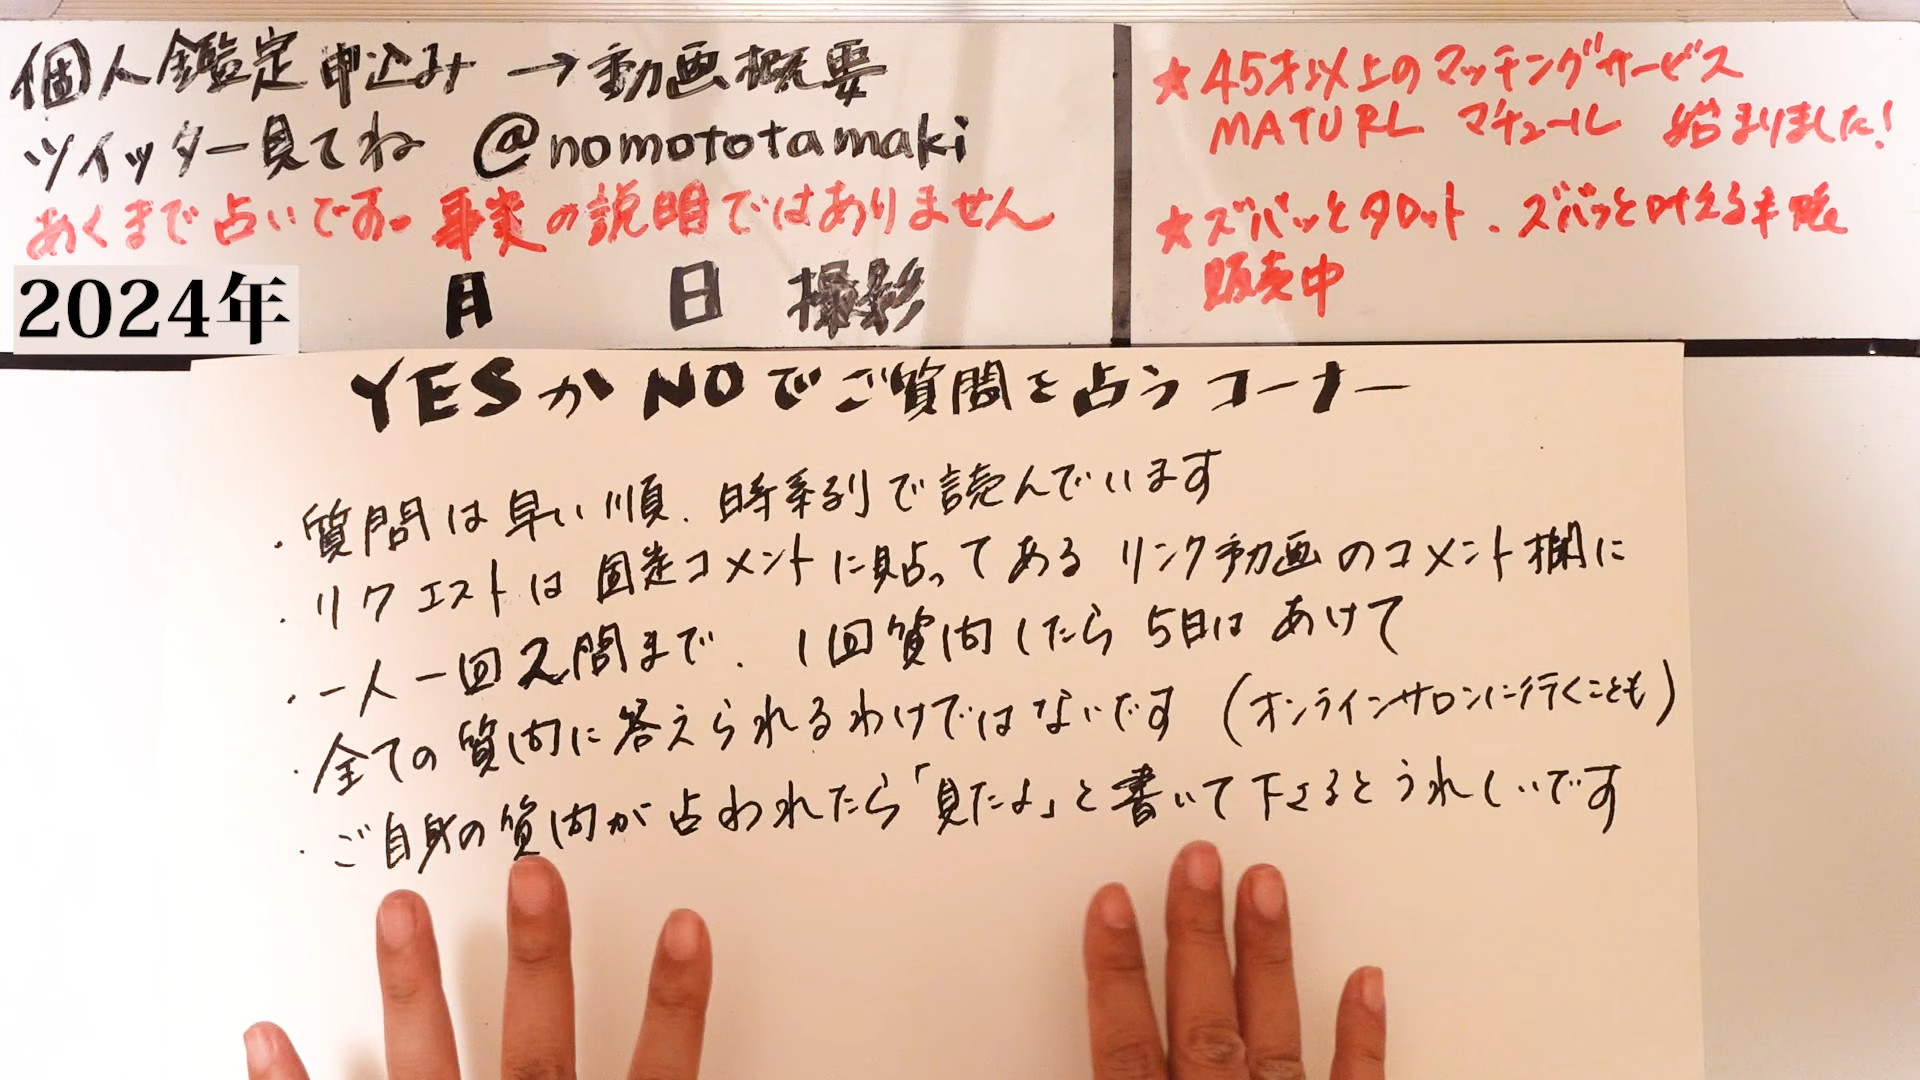 個人鑑定申込み→動画概要
ツイッター見てね @nomototamaki
あくまで占いです。事実の説明ではありません
2024年 月 日 撮影
★45才以上のマッチングサービス
MATURL マチュール 始まりました!
★ズバッとタロット、ズバッと叶える手帳
販売中
YESかNOでご質問を占うコーナー
・質問は早い順、時系列で読んでいます
・リクエストは固定コメントに貼ってあるリンク動画のコメント欄に
・一人一回2問まで、1回質問したら5日はあけて
・全ての質問に答えられるわけではないです(オンラインサロンに行くことも)
・ご自身の質問が占われたら「見たよ」と書いて下さるとうれしいです